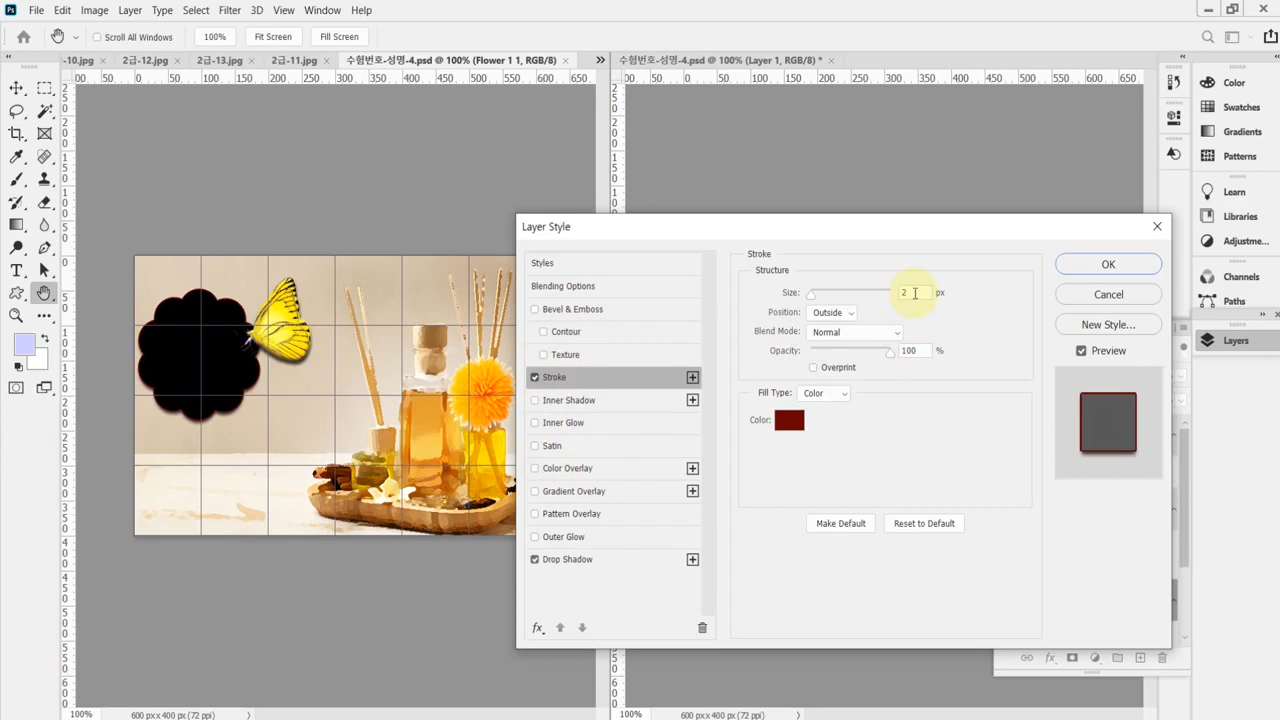 Ps File Edit Image Layer Type Select Filter 3D View Window Help
Scroll All Windows 100% Fit Screen Fill Screen
-10.jpg × 2급-12.jpg × 2급-13.jpg × 2급-11.jpg × 수험번호-성명-4.psd @ 100% (Flower 1 1, RGB/8) × 수험번호-성명-4.psd @ 100% (Layer 1, RGB/8) * ×
00 50 0 50 100 150 200 250 300 350 400 450 500 55
00 50 0 50 100 150 200 250 300 350 400 450 500 550 600 650
Color
Swatches
Gradients
Patterns
Learn
Libraries
Adjustme...
Channels
Paths
Layers
Layer Style
Styles
Blending Options
Bevel & Emboss
Contour
Texture
Stroke
Inner Shadow
Inner Glow
Satin
Color Overlay
Gradient Overlay
Pattern Overlay
Outer Glow
Drop Shadow
fx
Stroke
Structure
Size: 2 px
Position: Outside
Blend Mode: Normal
Opacity: 100 %
Overprint
Fill Type: Color
Color:
Make Default Reset to Default
OK
Cancel
New Style...
Preview
fx
100% 600 px x 400 px (72 ppi)
100% 600 px x 400 px (72 ppi)